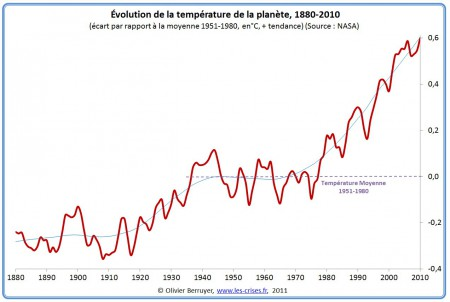 Évolution de la température de la planète, 1880-2010
(écart par rapport à la moyenne 1951-1980, en°C, + tendance) (Source : NASA)
0,6
0,4
0,2
0,0
Température Moyenne
1951-1980
-0,2
-0,4
1880 1890 1900 1910 1920 1930 1940 1950 1960 1970 1980 1990 2000 2010
© Olivier Berruyer, www.les-crises.fr, 2011